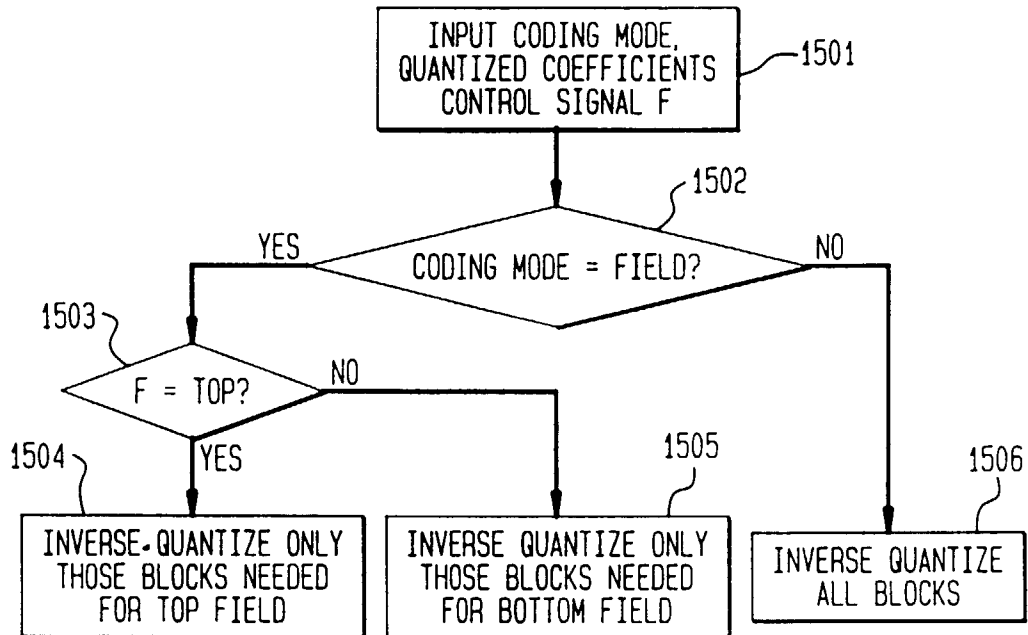 INPUT CODING MODE,
QUANTIZED COEFFICIENTS
CONTROL SIGNAL F
1501
1502
YES
CODING MODE = FIELD?
NO
1503
F = TOP?
NO
YES
1504
INVERSE-QUANTIZE ONLY
THOSE BLOCKS NEEDED
FOR TOP FIELD
1505
INVERSE QUANTIZE ONLY
THOSE BLOCKS NEEDED
FOR BOTTOM FIELD
1506
INVERSE QUANTIZE
ALL BLOCKS